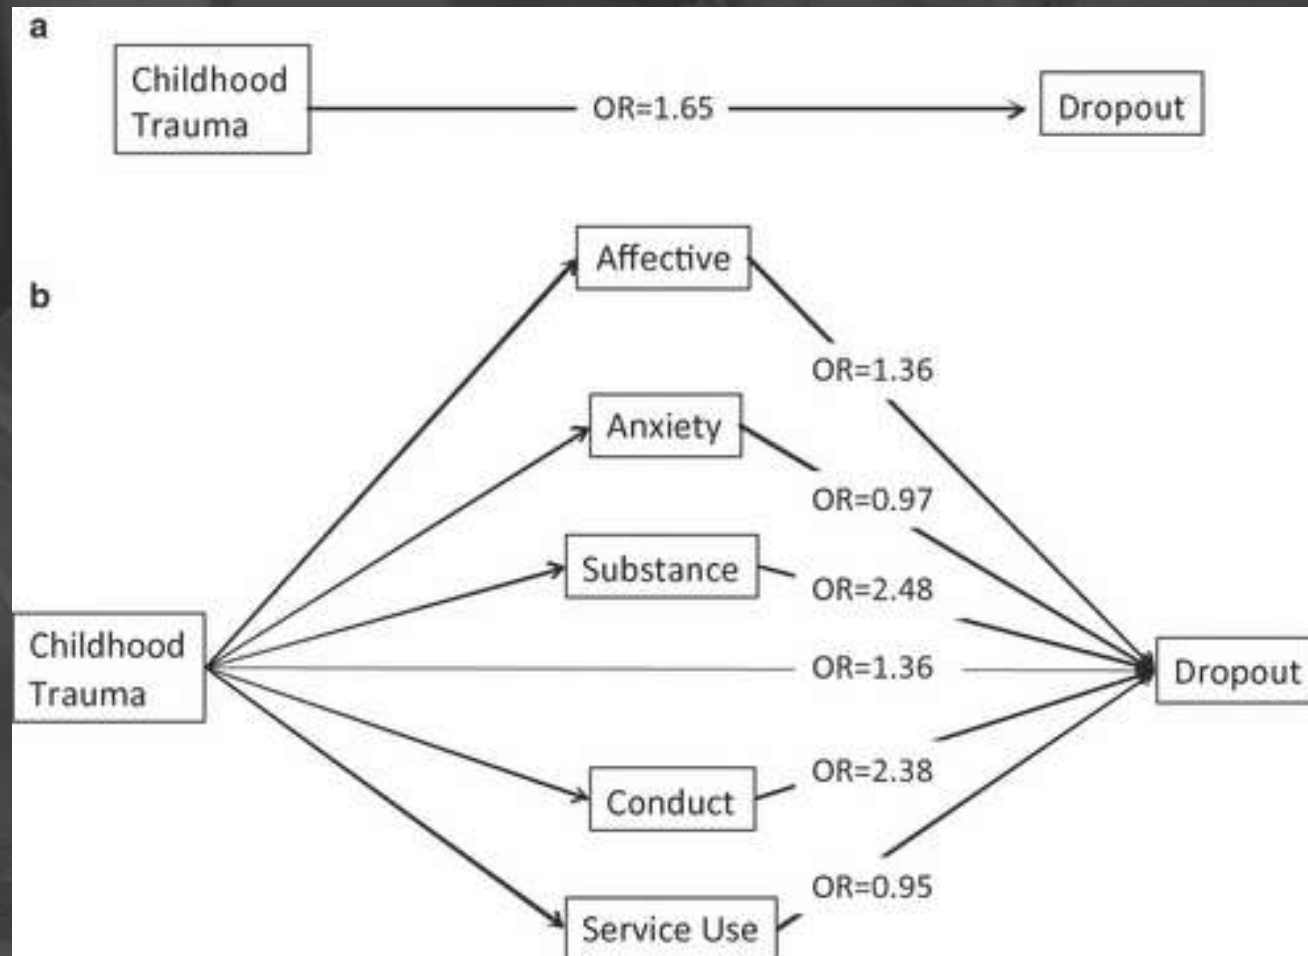 a
Childhood
Trauma
OR=1.65
Dropout
b
Affective
OR=1.36
Anxiety
OR=0.97
Substance
OR=2.48
Childhood
Trauma
OR=1.36
Dropout
OR=2.38
Conduct
OR=0.95
Service Use